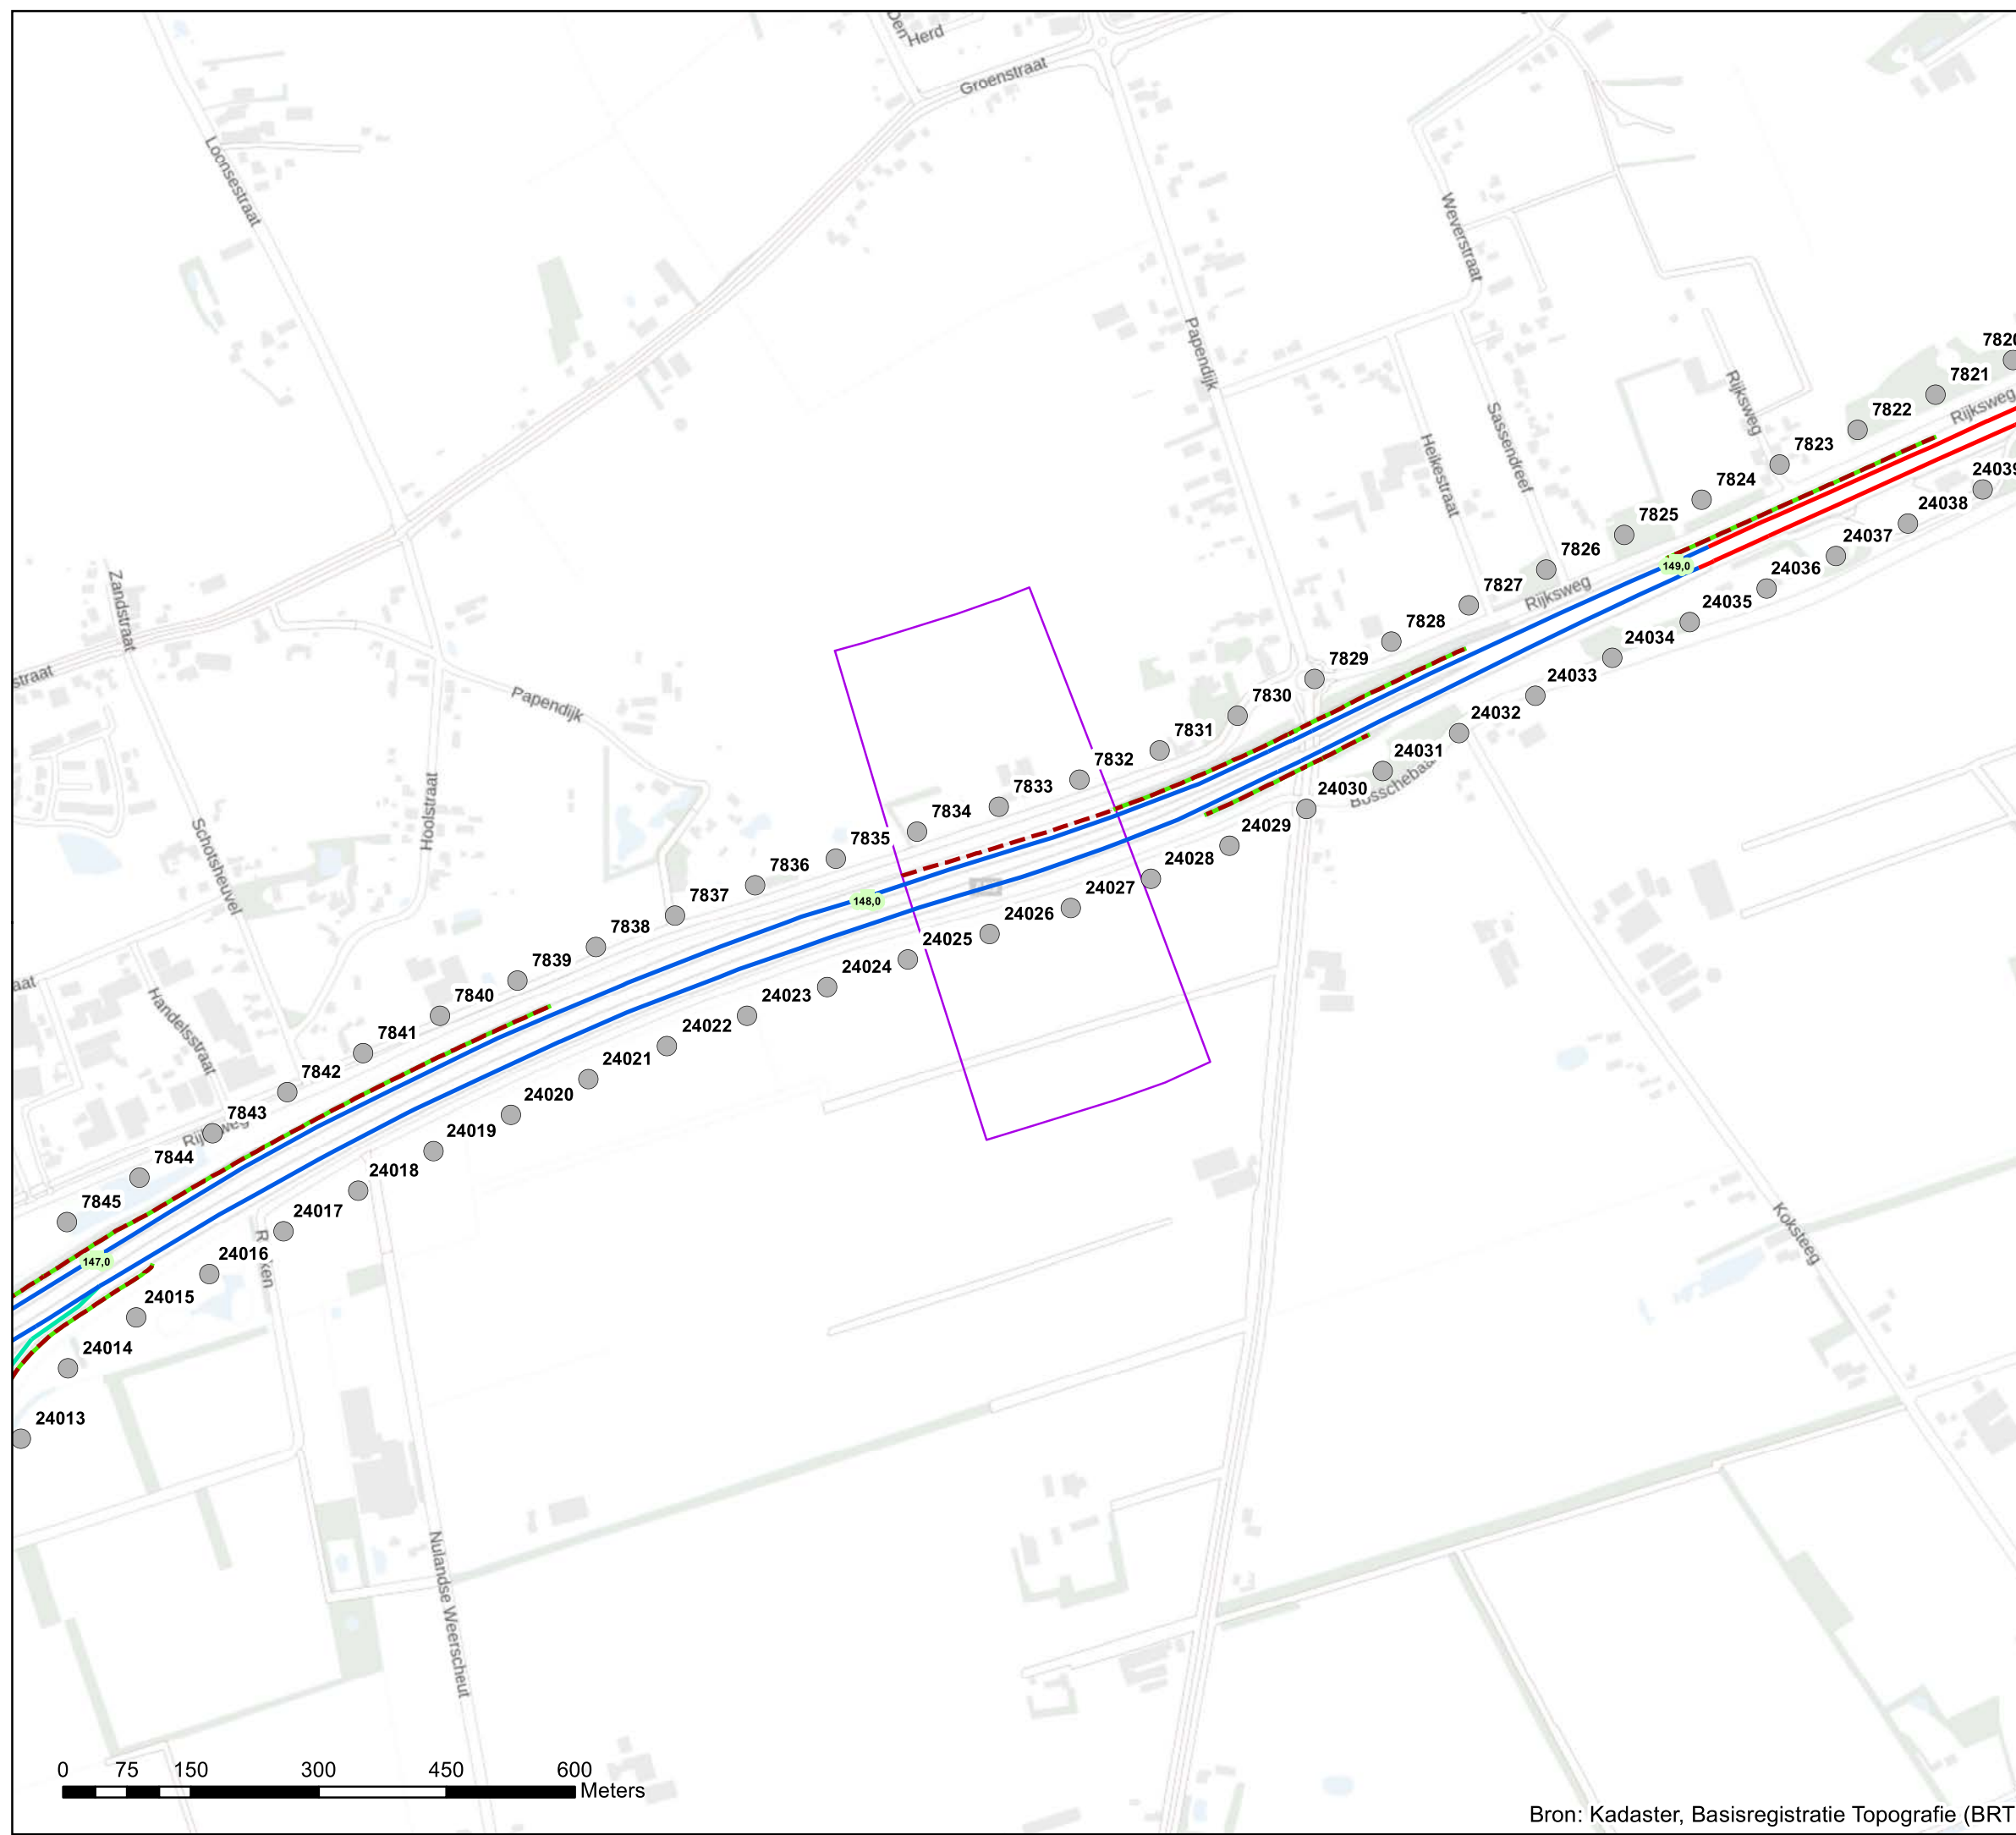 Den
Herd
Groenstraat
Loonsestraat
Weverstraat
Papendijk
Rijksweg
7821
Rijksweg
7822
Sassendreef
Heikestraat
7823
24039
7824
24038
7825
24037
7826
149,0
24036
Rijksweg
7827
24035
7828
24034
7829
24033
Zandstraat
straat
Papendijk
7830
24032
7831
24031
7832
24030
7833
24029
7834
24028
7835
24027
7836
148,0
24026
7837
24025
7838
24024
7839
24023
7840
24022
7841
24021
7842
24020
7843
24019
7844
24018
7845
24017
147,0
24016
24015
24014
24013
Hoolstraat
Schotsheuvel
Handelsstraat
aat
Koksteeg
Nulandse Weerscheut
0 75 150 300 450 600
Meters
Bron: Kadaster, Basisregistratie Topografie (BRT